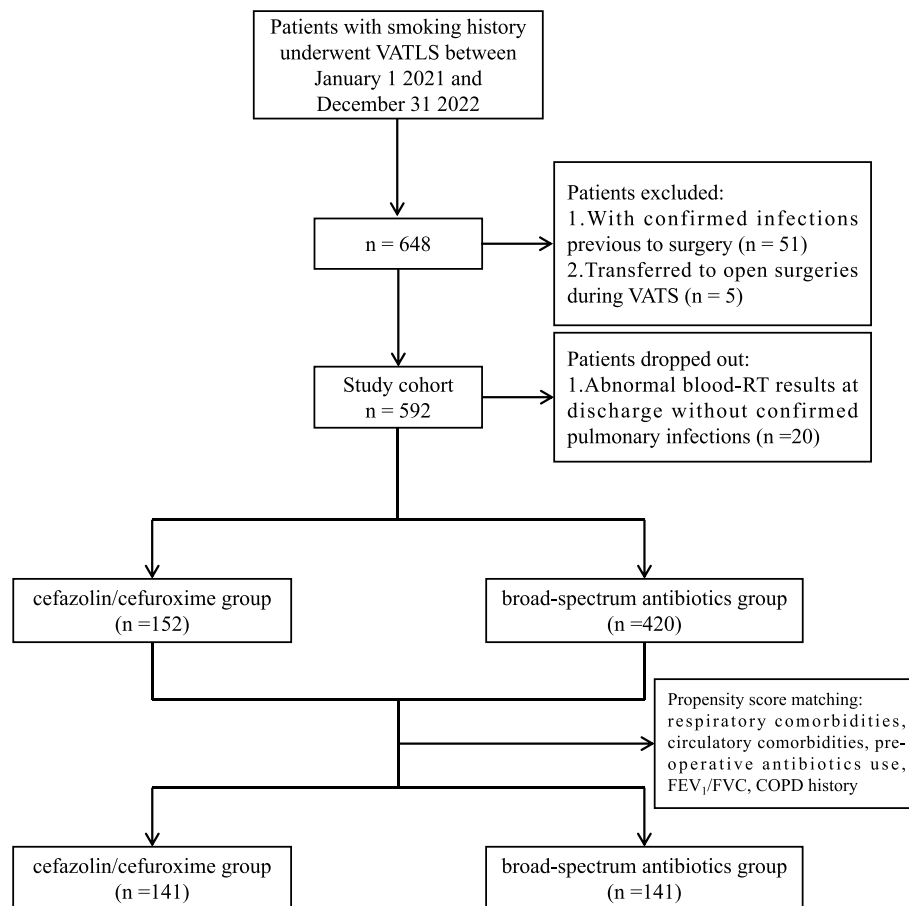 Patients with smoking history
underwent VATLS between
January 1 2021 and
December 31 2022
n = 648
Patients excluded:
1.With confirmed infections
previous to surgery (n = 51)
2.Transferred to open surgeries
during VATS (n = 5)
Study cohort
n = 592
Patients dropped out:
1.Abnormal blood-RT results at
discharge without confirmed
pulmonary infections (n =20)
cefazolin/cefuroxime group
(n =152)
broad-spectrum antibiotics group
(n =420)
Propensity score matching:
respiratory comorbidities,
circulatory comorbidities, pre-
operative antibiotics use,
FEV₁/FVC, COPD history
cefazolin/cefuroxime group
(n =141)
broad-spectrum antibiotics group
(n =141)